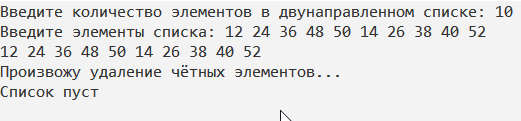 Введите количество элементов в двунаправленном списке: 10
Введите элементы списка: 12 24 36 48 50 14 26 38 40 52
12 24 36 48 50 14 26 38 40 52
Произвожу удаление чётных элементов...
Список пуст